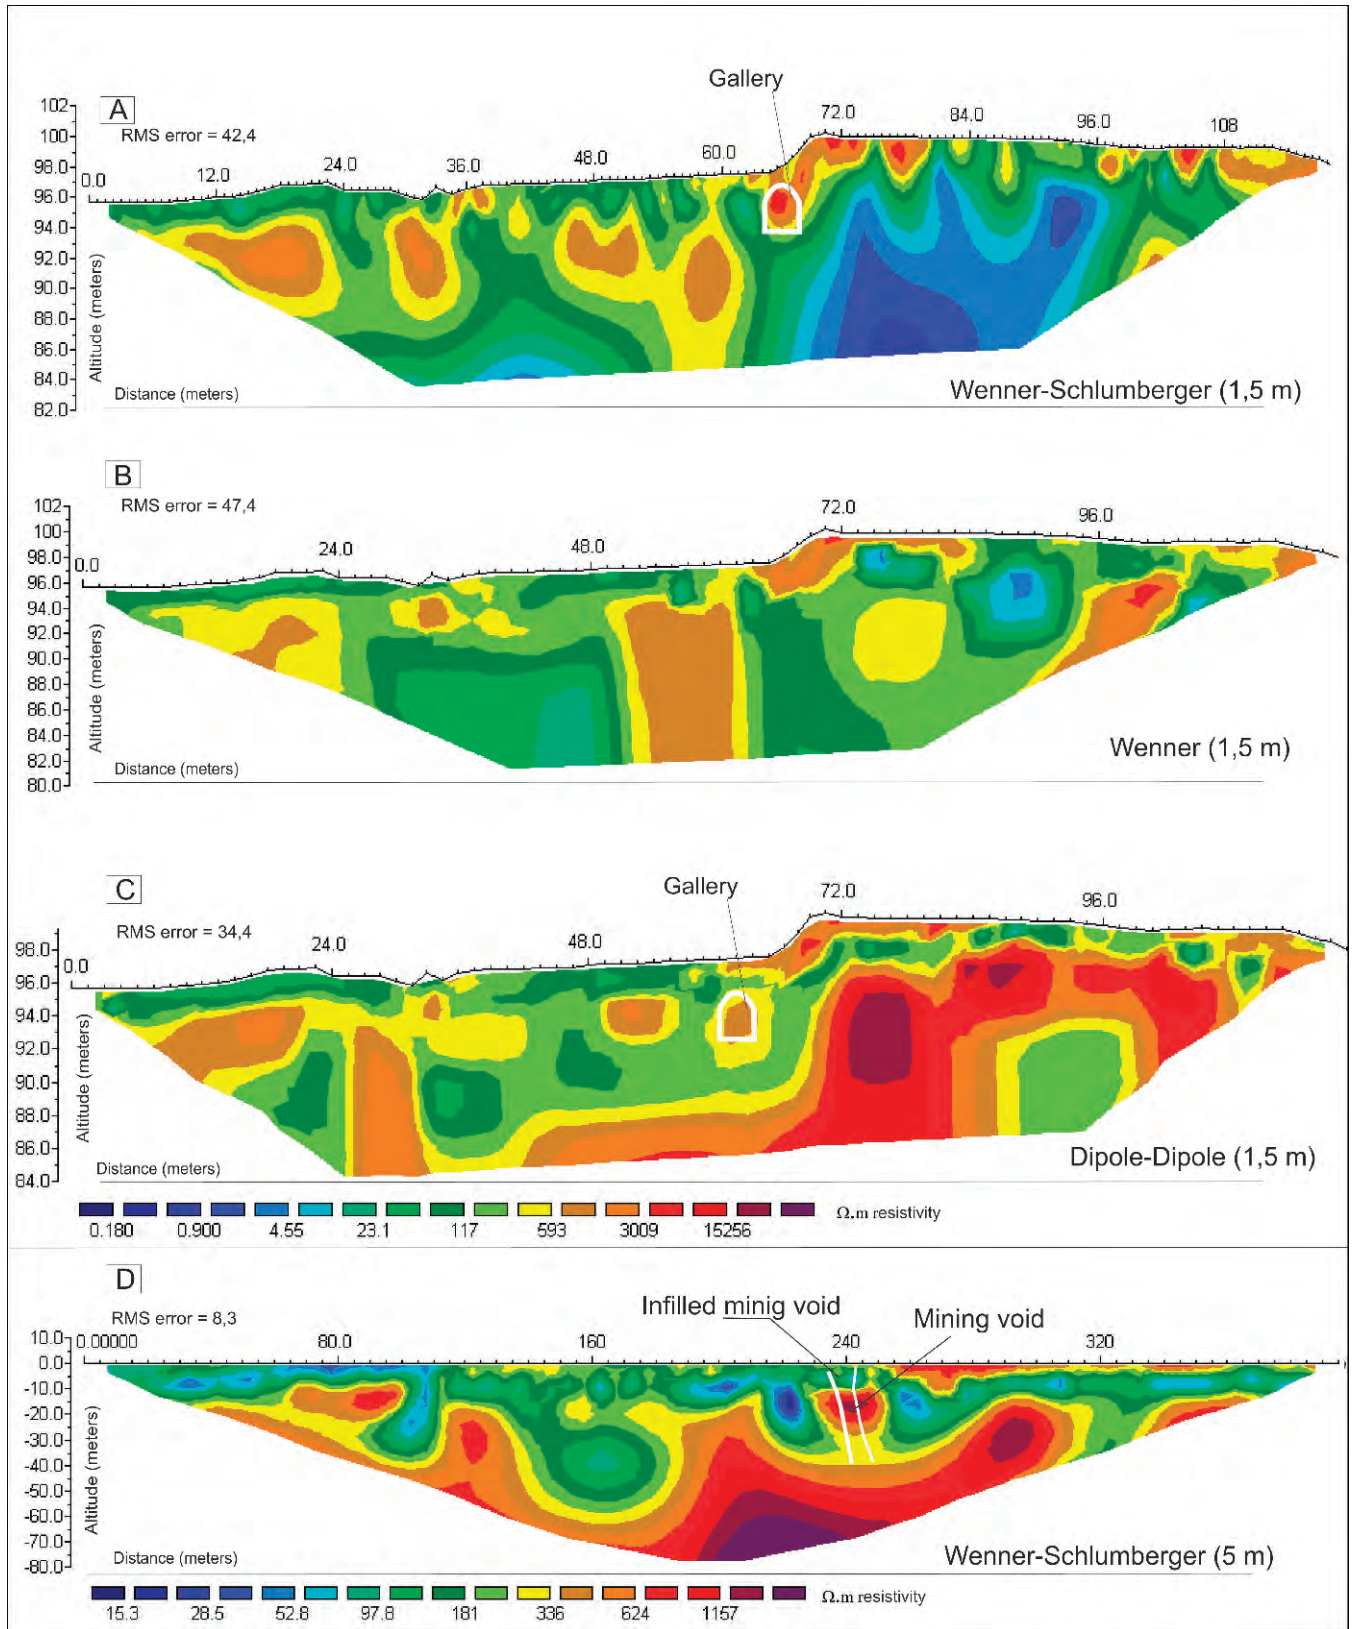 Gallery
A
RMS error = 42,4
102
100
98.0
96.0
94.0
92.0
90.0
88.0
86.0
84.0
82.0
0.0
12.0
24.0
36.0
48.0
60.0
72.0
84.0
96.0
108
Altitude (meters)
Distance (meters)
Wenner-Schlumberger (1,5 m)
B
RMS error = 47,4
102
100
98.0
96.0
94.0
92.0
90.0
88.0
86.0
84.0
82.0
80.0
0.0
24.0
48.0
72.0
96.0
Altitude (meters)
Distance (meters)
Wenner (1,5 m)
C
Gallery
RMS error = 34,4
98.0
96.0
94.0
92.0
90.0
88.0
86.0
84.0
0.0
24.0
48.0
72.0
96.0
Altitude (meters)
Distance (meters)
Dipole-Dipole (1,5 m)
0.180 0.900 4.55 23.1 117 593 3009 15256 Ω.m resistivity
D
Infilled minig void
Mining void
RMS error = 8,3
10.0
0.0
-10.0
-20.0
-30.0
-40.0
-50.0
-60.0
-70.0
-80.0
0.00000
80.0
160
240
320
Altitude (meters)
Distance (meters)
Wenner-Schlumberger (5 m)
15.3 28.5 52.8 97.8 181 336 624 1157 Ω.m resistivity